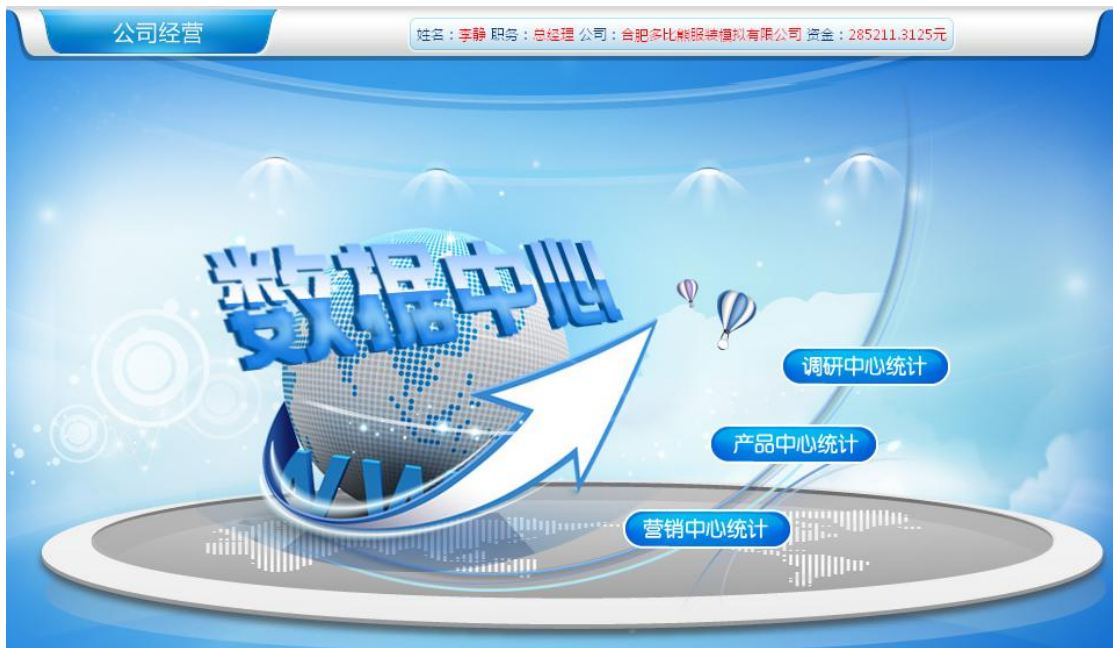 公司经营
姓名：李静 职务：总经理 公司：合肥多比熊服装模拟有限公司 资金：285211.3125元
数据中心
调研中心统计
产品中心统计
营销中心统计